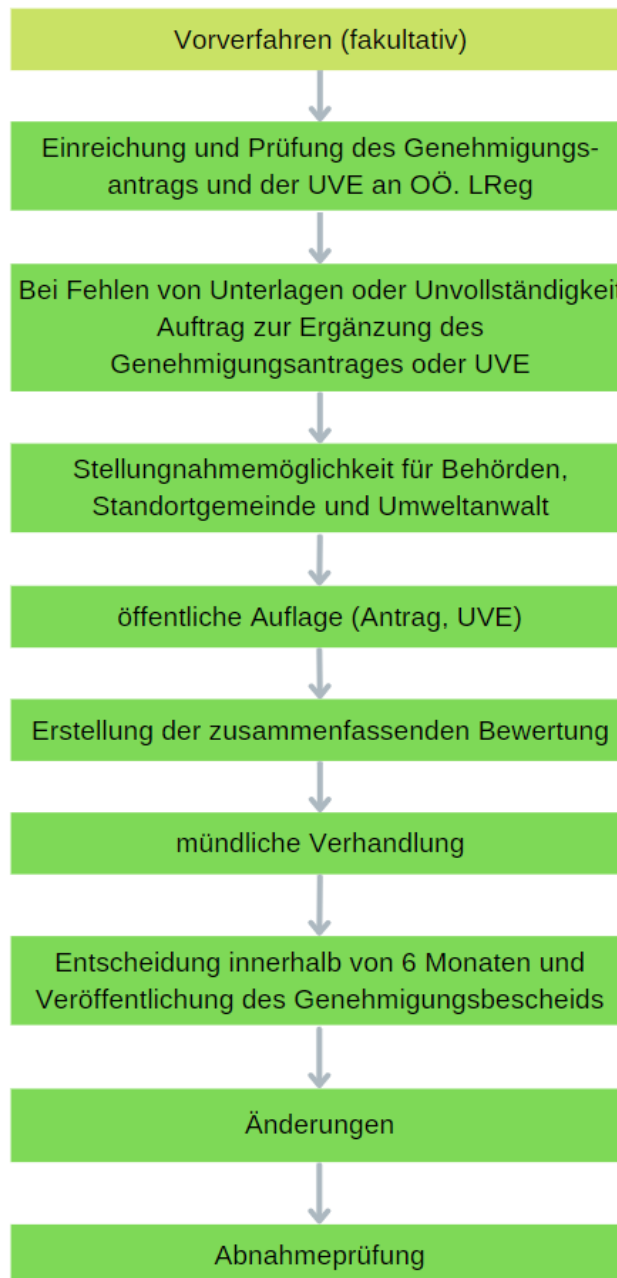 Vorverfahren (fakultativ)
Einreichung und Prüfung des Genehmigungs-
antrags und der UVE an OÖ. LReg
Bei Fehlen von Unterlagen oder Unvollständigkeit
Auftrag zur Ergänzung des
Genehmigungsantrages oder UVE
Stellungnahmemöglichkeit für Behörden,
Standortgemeinde und Umweltanwalt
öffentliche Auflage (Antrag, UVE)
Erstellung der zusammenfassenden Bewertung
mündliche Verhandlung
Entscheidung innerhalb von 6 Monaten und
Veröffentlichung des Genehmigungsbescheids
Änderungen
Abnahmeprüfung